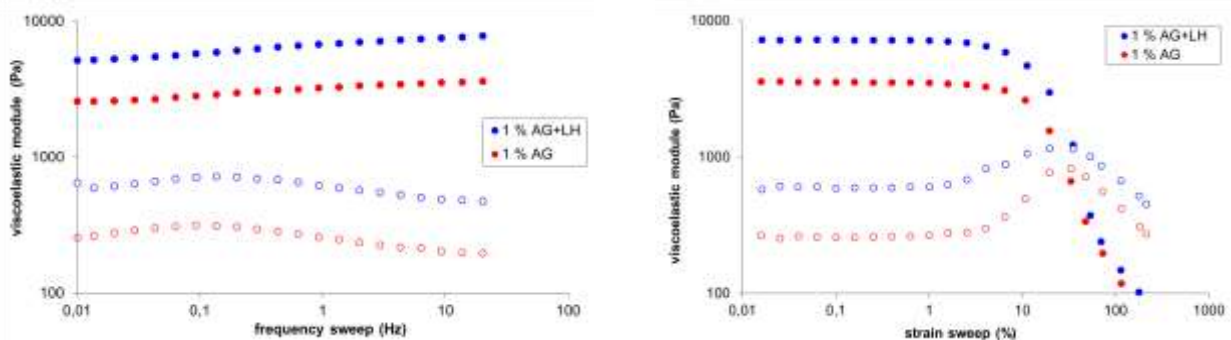 10000
1000
100
viscoelastic module (Pa)
1 % AG+LH
1 % AG
0,01
0,1
1
10
100
frequency sweep (Hz)
10000
1000
100
viscoelastic module (Pa)
1 % AG+LH
1 % AG
0,01
0,1
1
10
100
1000
strain sweep (%)